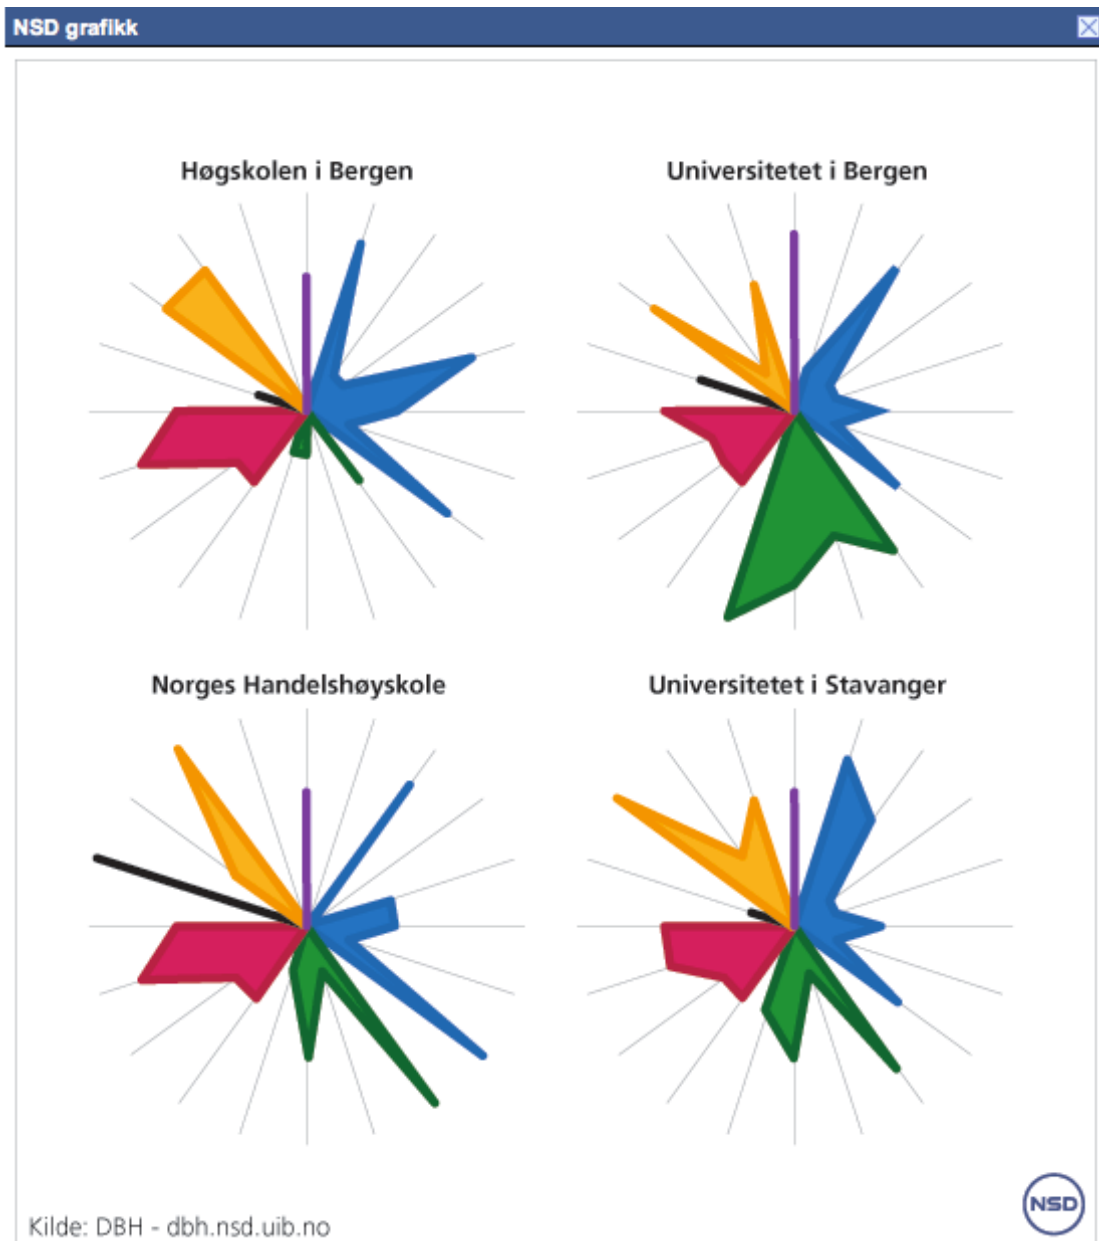 NSD grafikk
Høgskolen i Bergen
Universitetet i Bergen
Norges Handelshøyskole
Universitetet i Stavanger
NSD
Kilde: DBH - dbh.nsd.uib.no